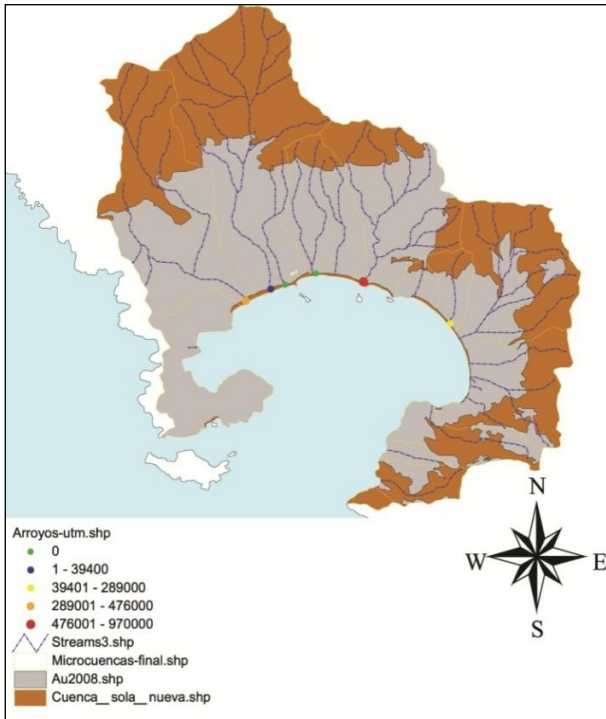 N
W E
S
Arroyos-utm.shp
0
1 - 39400
39401 - 289000
289001 - 476000
476001 - 970000
Streams3.shp
Microcuencas-final.shp
Au2008.shp
Cuenca__sola__nueva.shp